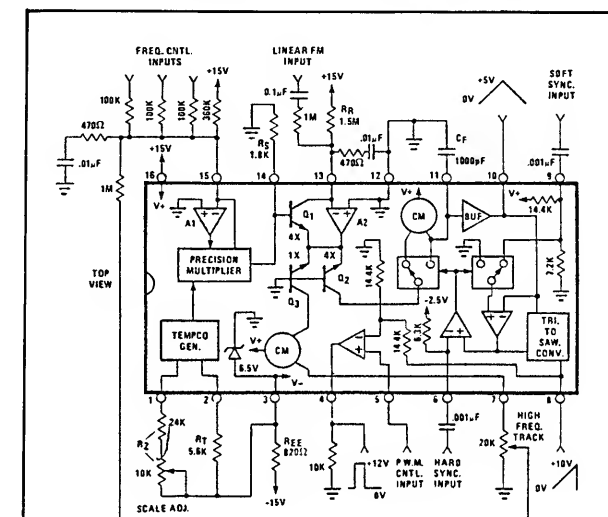 FREQ. CNTL. INPUTS
LINEAR FM INPUT
+15V
+15V
0.1µF
1M
RR
1.5M
+5V
0V
SOFT SYNC. INPUT
100K
100K
100K
360K
470Ω
.01µF
1M
+15V
RS
1.8K
470Ω
.01µF
CF
1000pF
.001µF
16
15
14
13
12
11
10
9
V+
A1
Q1
A2
V+
CM
BUF
V+
14.4K
4X
1X
4X
PRECISION MULTIPLIER
Q2
Q3
14.4K
7.2K
TOP VIEW
-2.5V
TEMPCO GEN.
V+
CM
6.5V
V-
14.4K
TRI. TO SAW. CONV.
1
2
3
4
5
6
7
8
24K
RZ
10K
RT
5.6K
REE
820Ω
-15V
SCALE ADJ.
10K
+12V
0V
P.W.M. CNTL. INPUT
.001µF
HARD SYNC. INPUT
20K
HIGH FREQ. TRACK
+10V
0V